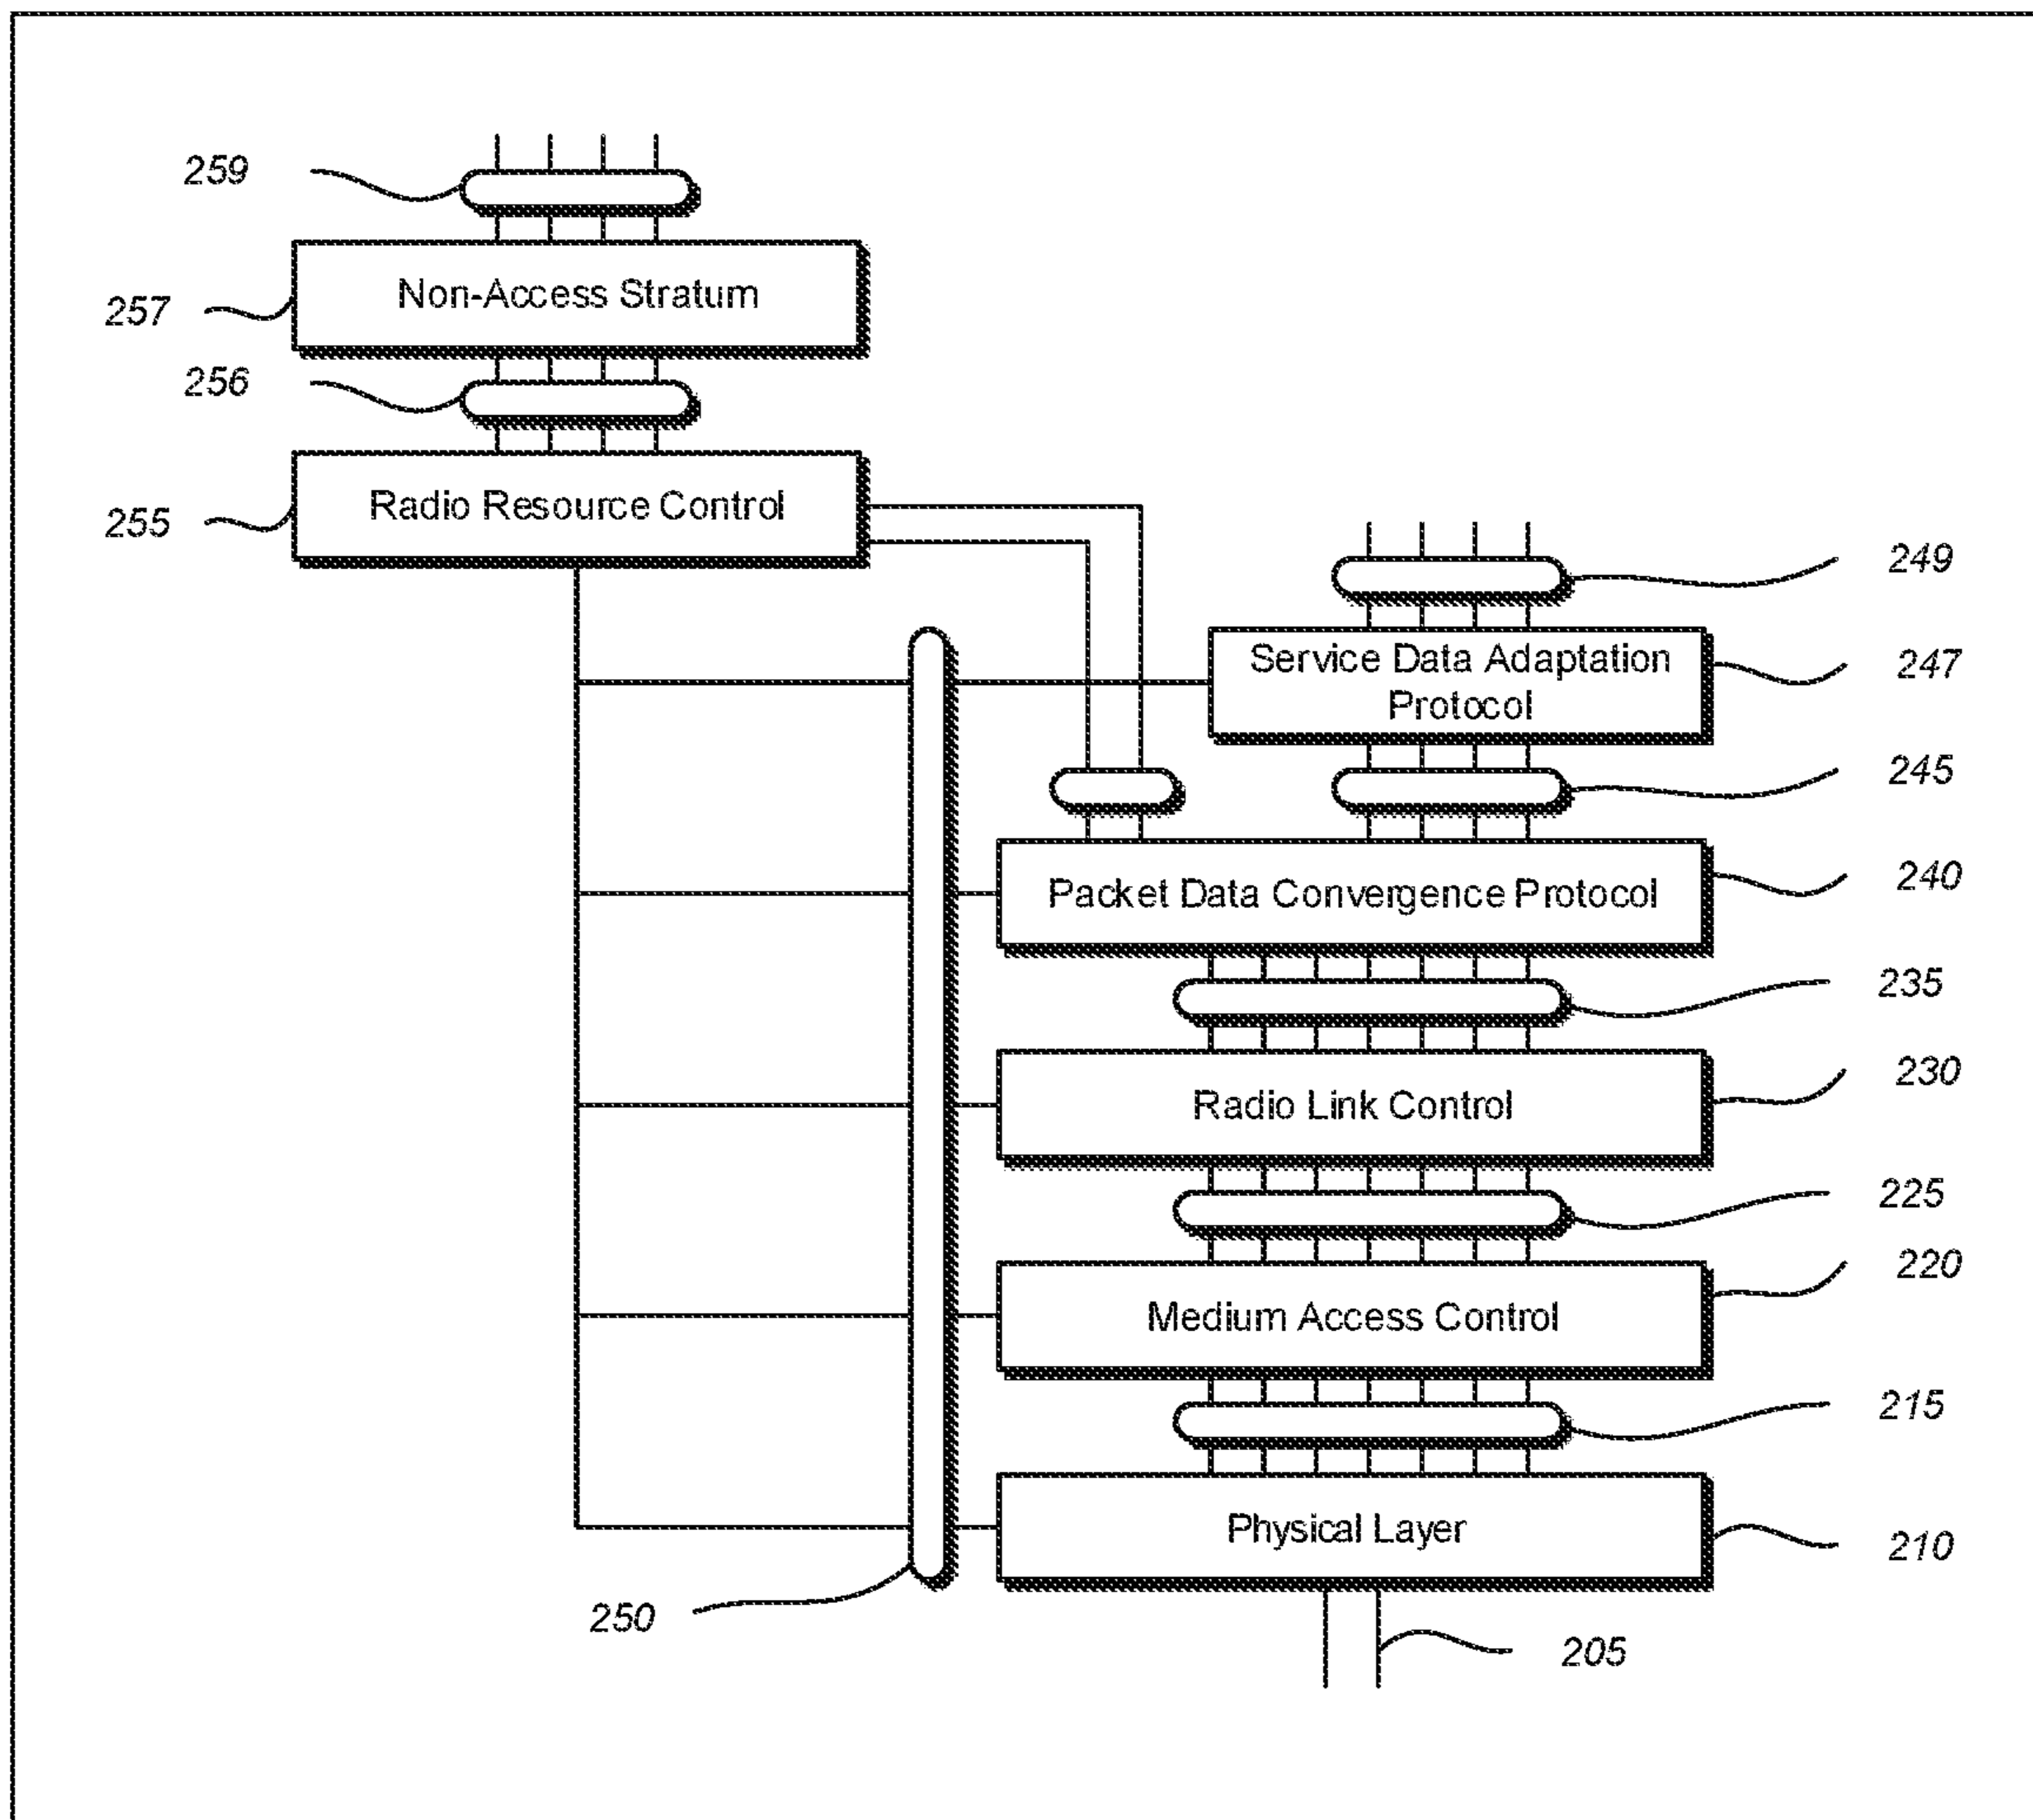 259
Non-Access Stratum
257
256
Radio Resource Control
255
249
Service Data Adaptation
Protocol
247
245
Packet Data Convergence Protocol
240
235
Radio Link Control
230
225
Medium Access Control
220
215
Physical Layer
210
250
205